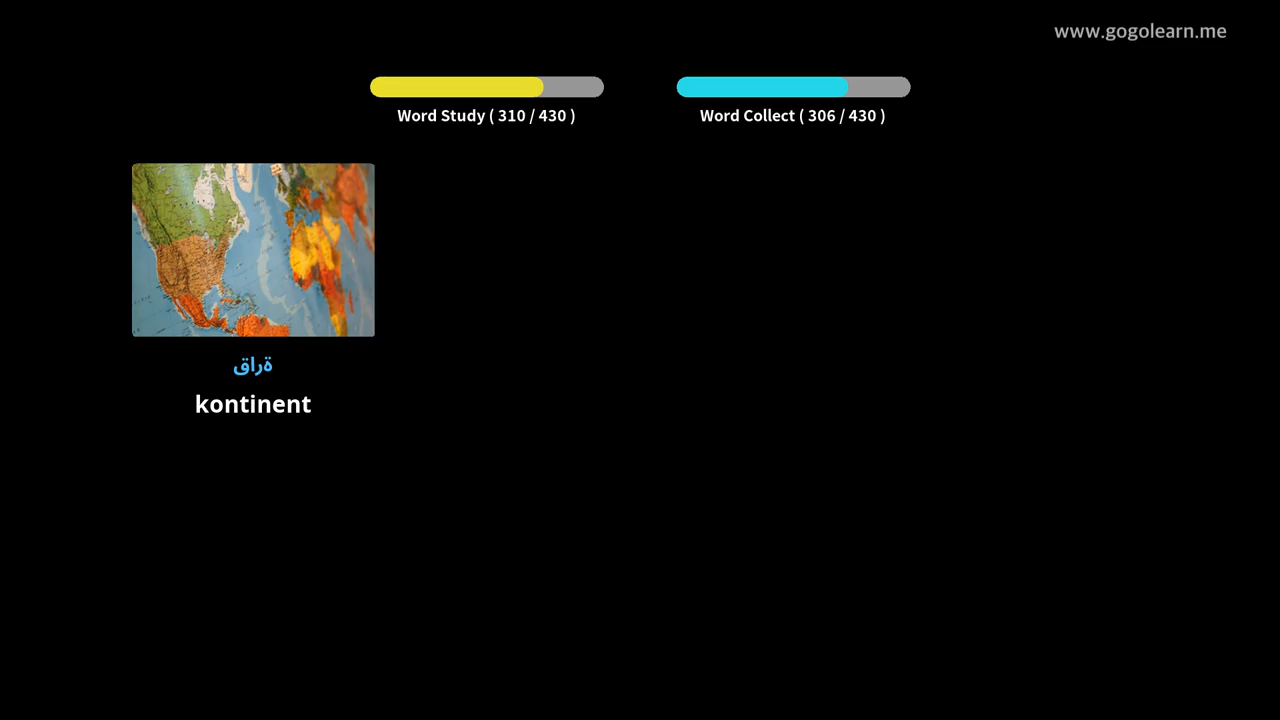 www.gogolearn.me
Word Study ( 310 / 430 )
Word Collect ( 306 / 430 )
ةراق
kontinent